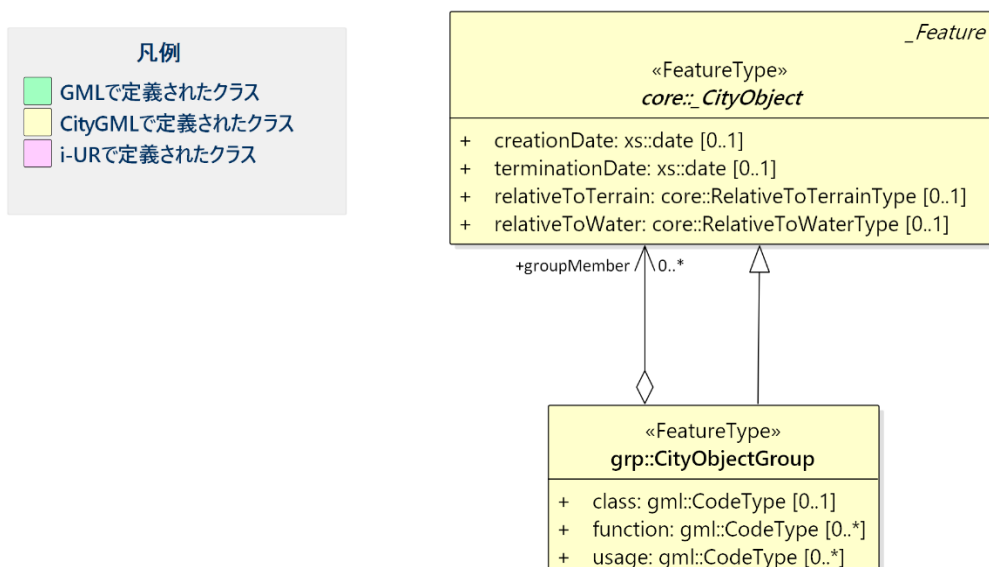 凡例
GMLで定義されたクラス
CityGMLで定義されたクラス
i-URで定義されたクラス
_Feature
«FeatureType»
core::_CityObject
+ creationDate: xs::date [0..1]
+ terminationDate: xs::date [0..1]
+ relativeToTerrain: core::RelativeToTerrainType [0..1]
+ relativeToWater: core::RelativeToWaterType [0..1]
+groupMember 0..*
«FeatureType»
grp::CityObjectGroup
+ class: gml::CodeType [0..1]
+ function: gml::CodeType [0..*]
+ usage: gml::CodeType [0..*]